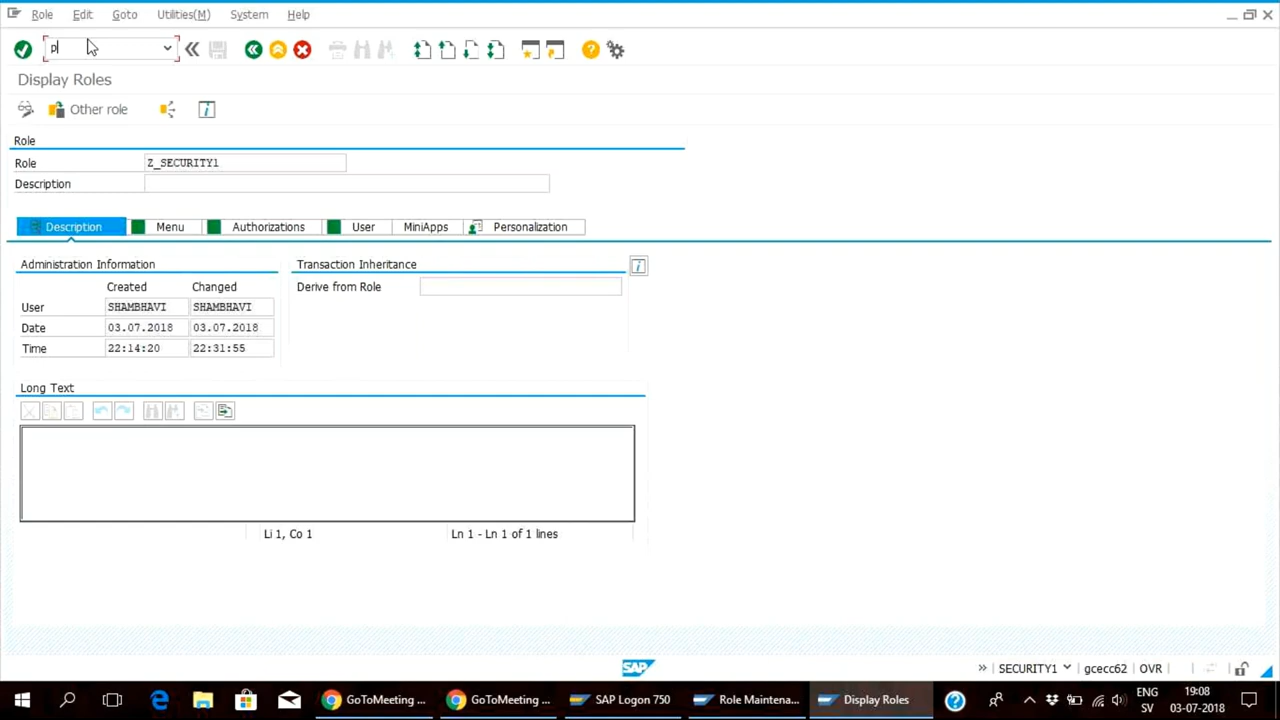 Role Edit Goto Utilities(M) System Help
p
Display Roles
Other role
Role
Role Z_SECURITY1
Description
Description Menu Authorizations User MiniApps Personalization
Administration Information Transaction Inheritance
Created Changed Derive from Role
User SHAMBHAVI SHAMBHAVI
Date 03.07.2018 03.07.2018
Time 22:14:20 22:31:55
Long Text
Li 1, Co 1 Ln 1 - Ln 1 of 1 lines
SAP » SECURITY1 gcecc62 OVR
GoToMeeting ... GoToMeeting ... SAP Logon 750 Role Maintena... Display Roles ENG 19:08
SV 03-07-2018